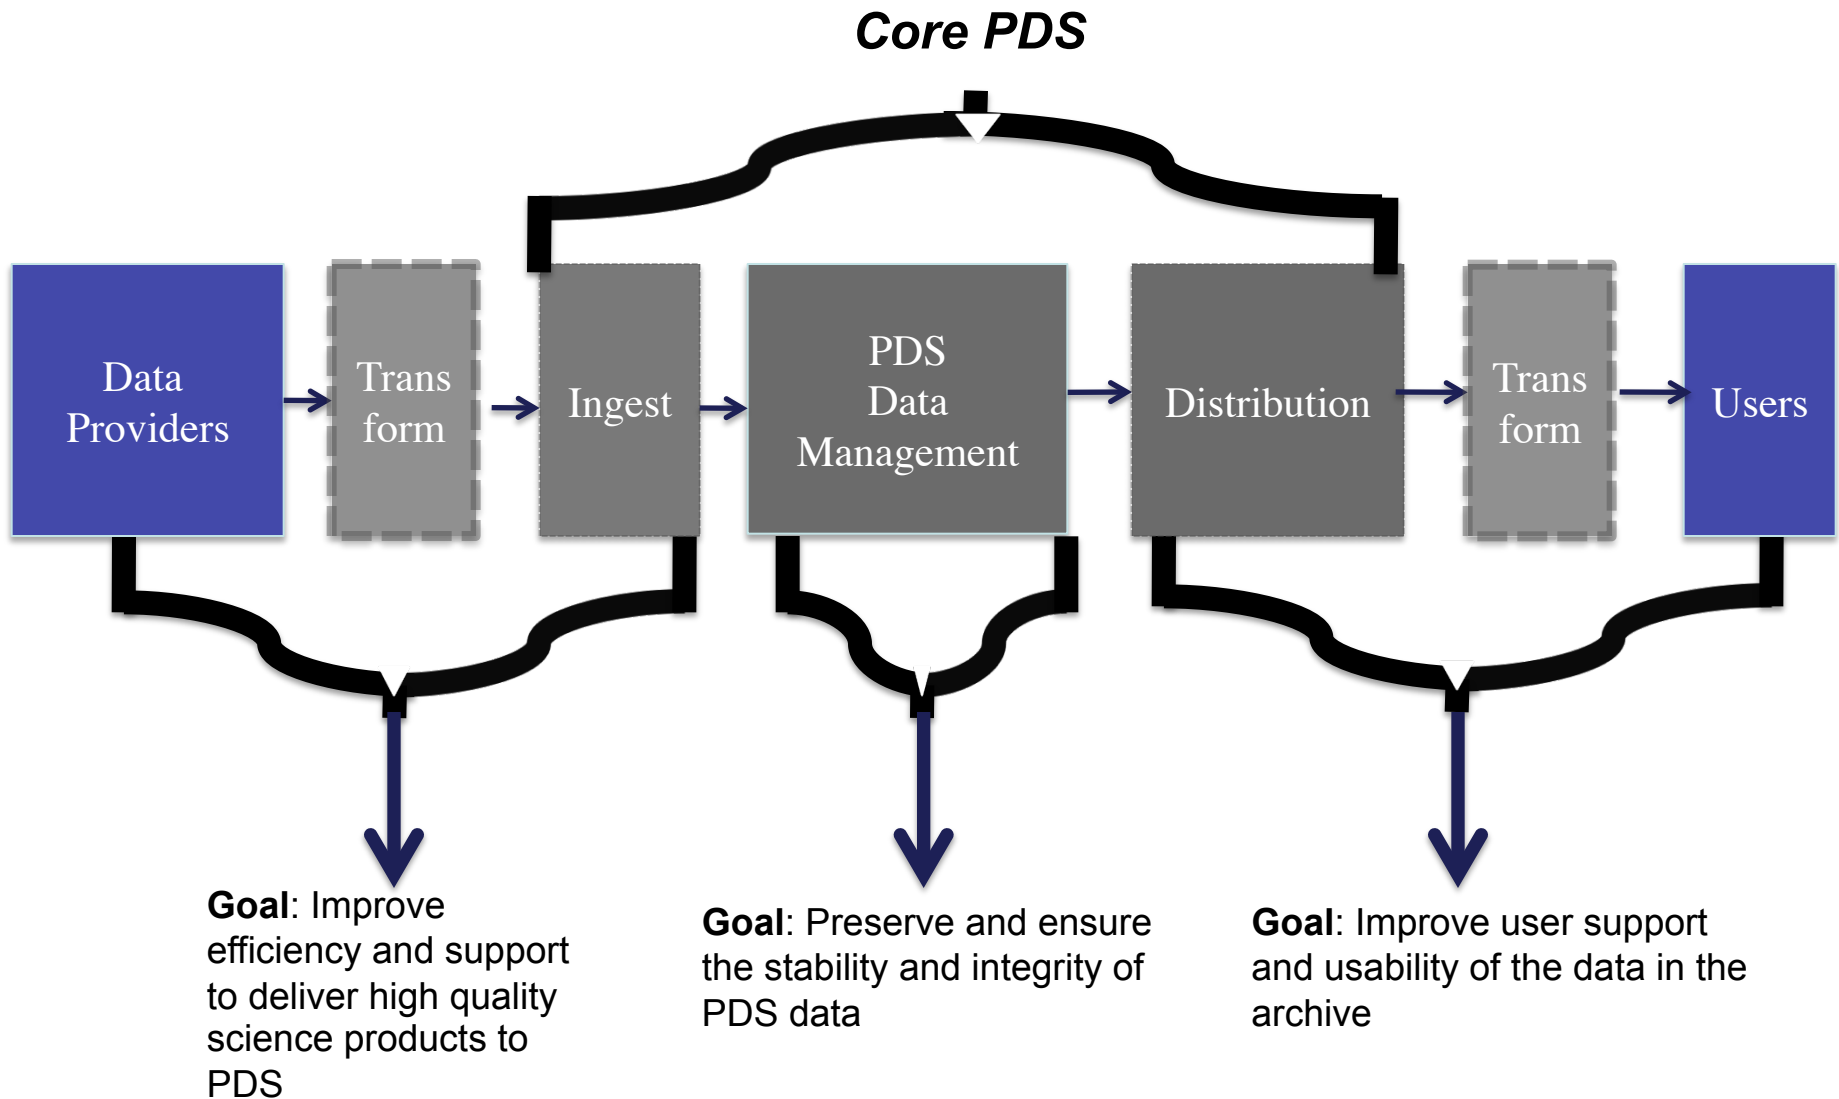 Core PDS
Data
Providers
Trans
form
Ingest
PDS
Data
Management
Distribution
Trans
form
Users
Goal: Improve
efficiency and support
to deliver high quality
science products to
PDS
Goal: Preserve and ensure
the stability and integrity of
PDS data
Goal: Improve user support
and usability of the data in the
archive